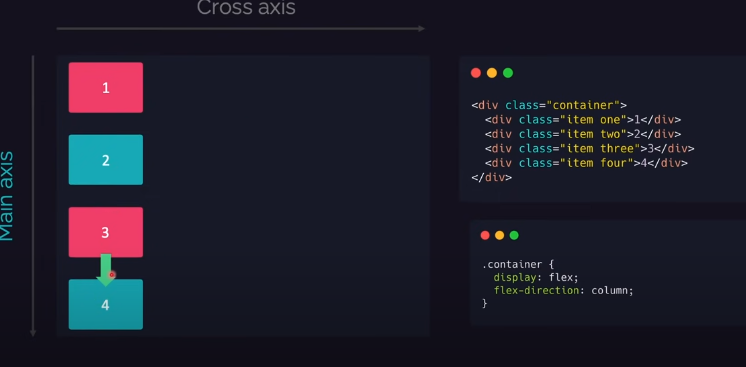 Cross axis
Main axis
1
2
3
4
<div class="container">
  <div class="item one">1</div>
  <div class="item two">2</div>
  <div class="item three">3</div>
  <div class="item four">4</div>
</div>
.container {
  display: flex;
  flex-direction: column;
}